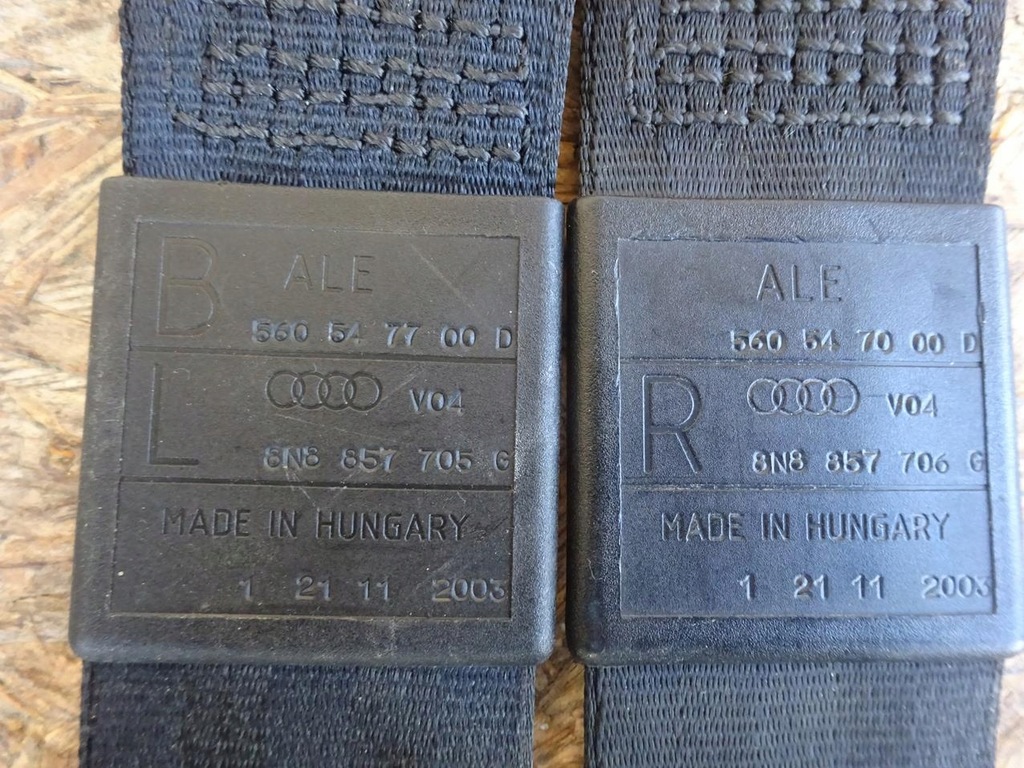 B ALE
560 54 77 00 D
L V04
8N8 857 705 G
MADE IN HUNGARY
1 21 11 2003
ALE
560 54 70 00 D
R V04
8N8 857 706 G
MADE IN HUNGARY
1 21 11 2003